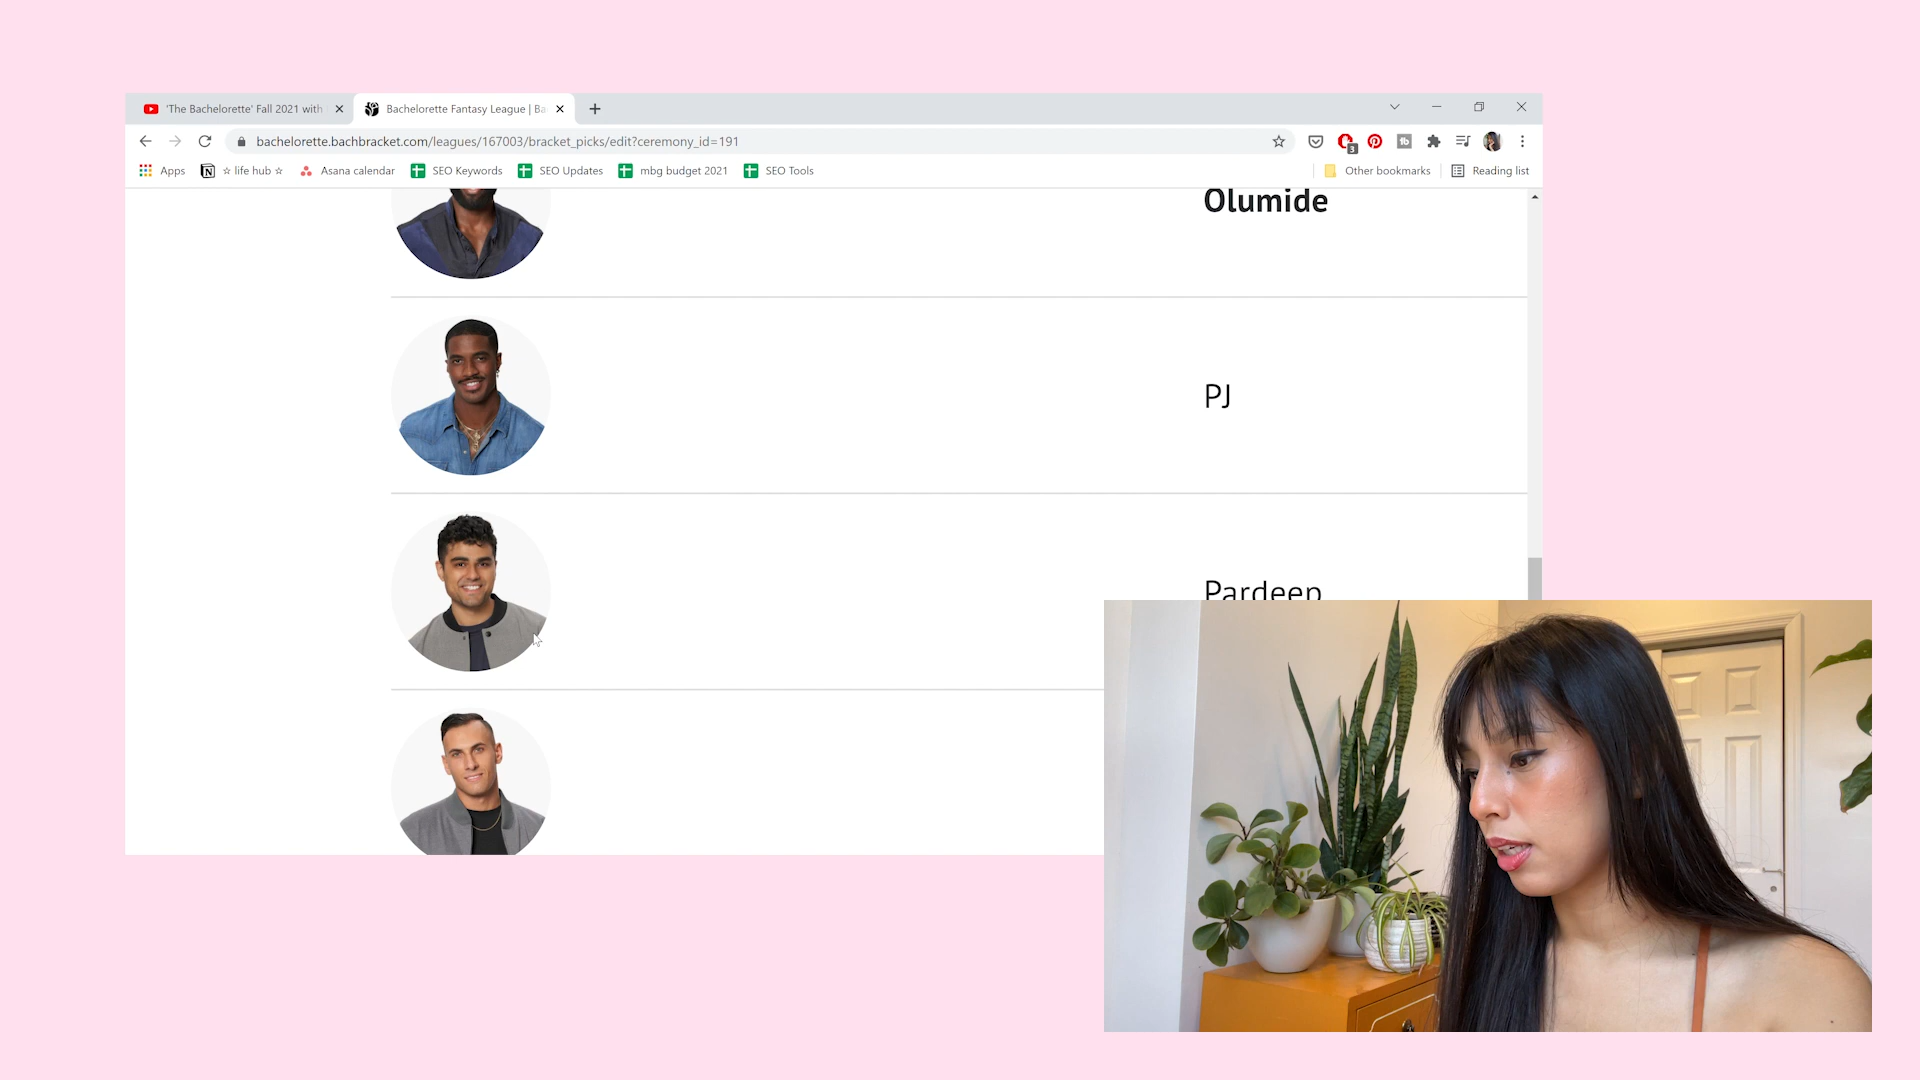 'The Bachelorette' Fall 2021 with
Bachelorette Fantasy League | Ba
bachelorette.bachbracket.com/leagues/167003/bracket_picks/edit?ceremony_id=191
3
Apps
☆ life hub ☆
Asana calendar
SEO Keywords
SEO Updates
mbg budget 2021
SEO Tools
Other bookmarks
Reading list
Olumide
PJ
Pardeep